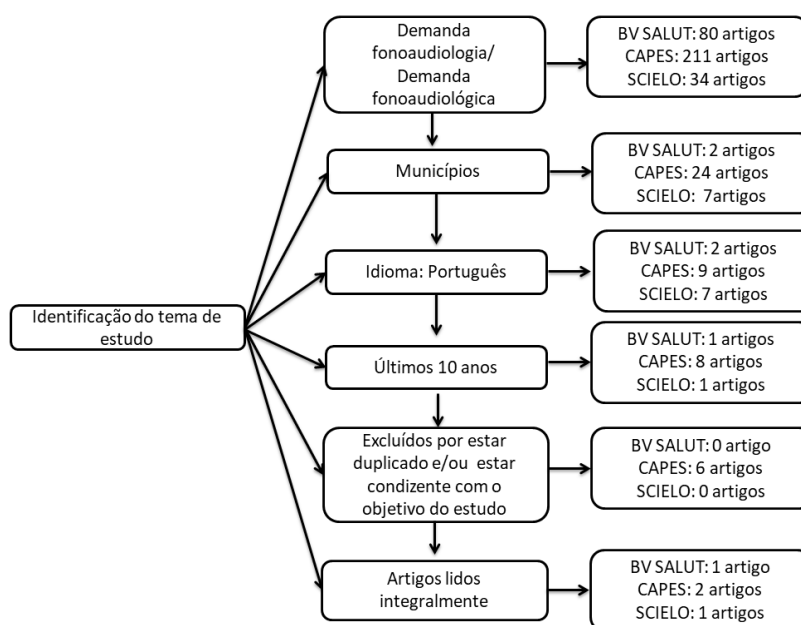 Demanda
fonoaudiologia/
Demanda
fonoaudiológica
BV SALUT: 80 artigos
CAPES: 211 artigos
SCIELO: 34 artigos
Municípios
BV SALUT: 2 artigos
CAPES: 24 artigos
SCIELO: 7artigos
Idioma: Português
BV SALUT: 2 artigos
CAPES: 9 artigos
SCIELO: 7 artigos
Identificação do tema de
estudo
Últimos 10 anos
BV SALUT: 1 artigos
CAPES: 8 artigos
SCIELO: 1 artigos
Excluídos por estar
duplicado e/ou estar
condizente com o
objetivo do estudo
BV SALUT: 0 artigo
CAPES: 6 artigos
SCIELO: 0 artigos
Artigos lidos
integralmente
BV SALUT: 1 artigo
CAPES: 2 artigos
SCIELO: 1 artigos